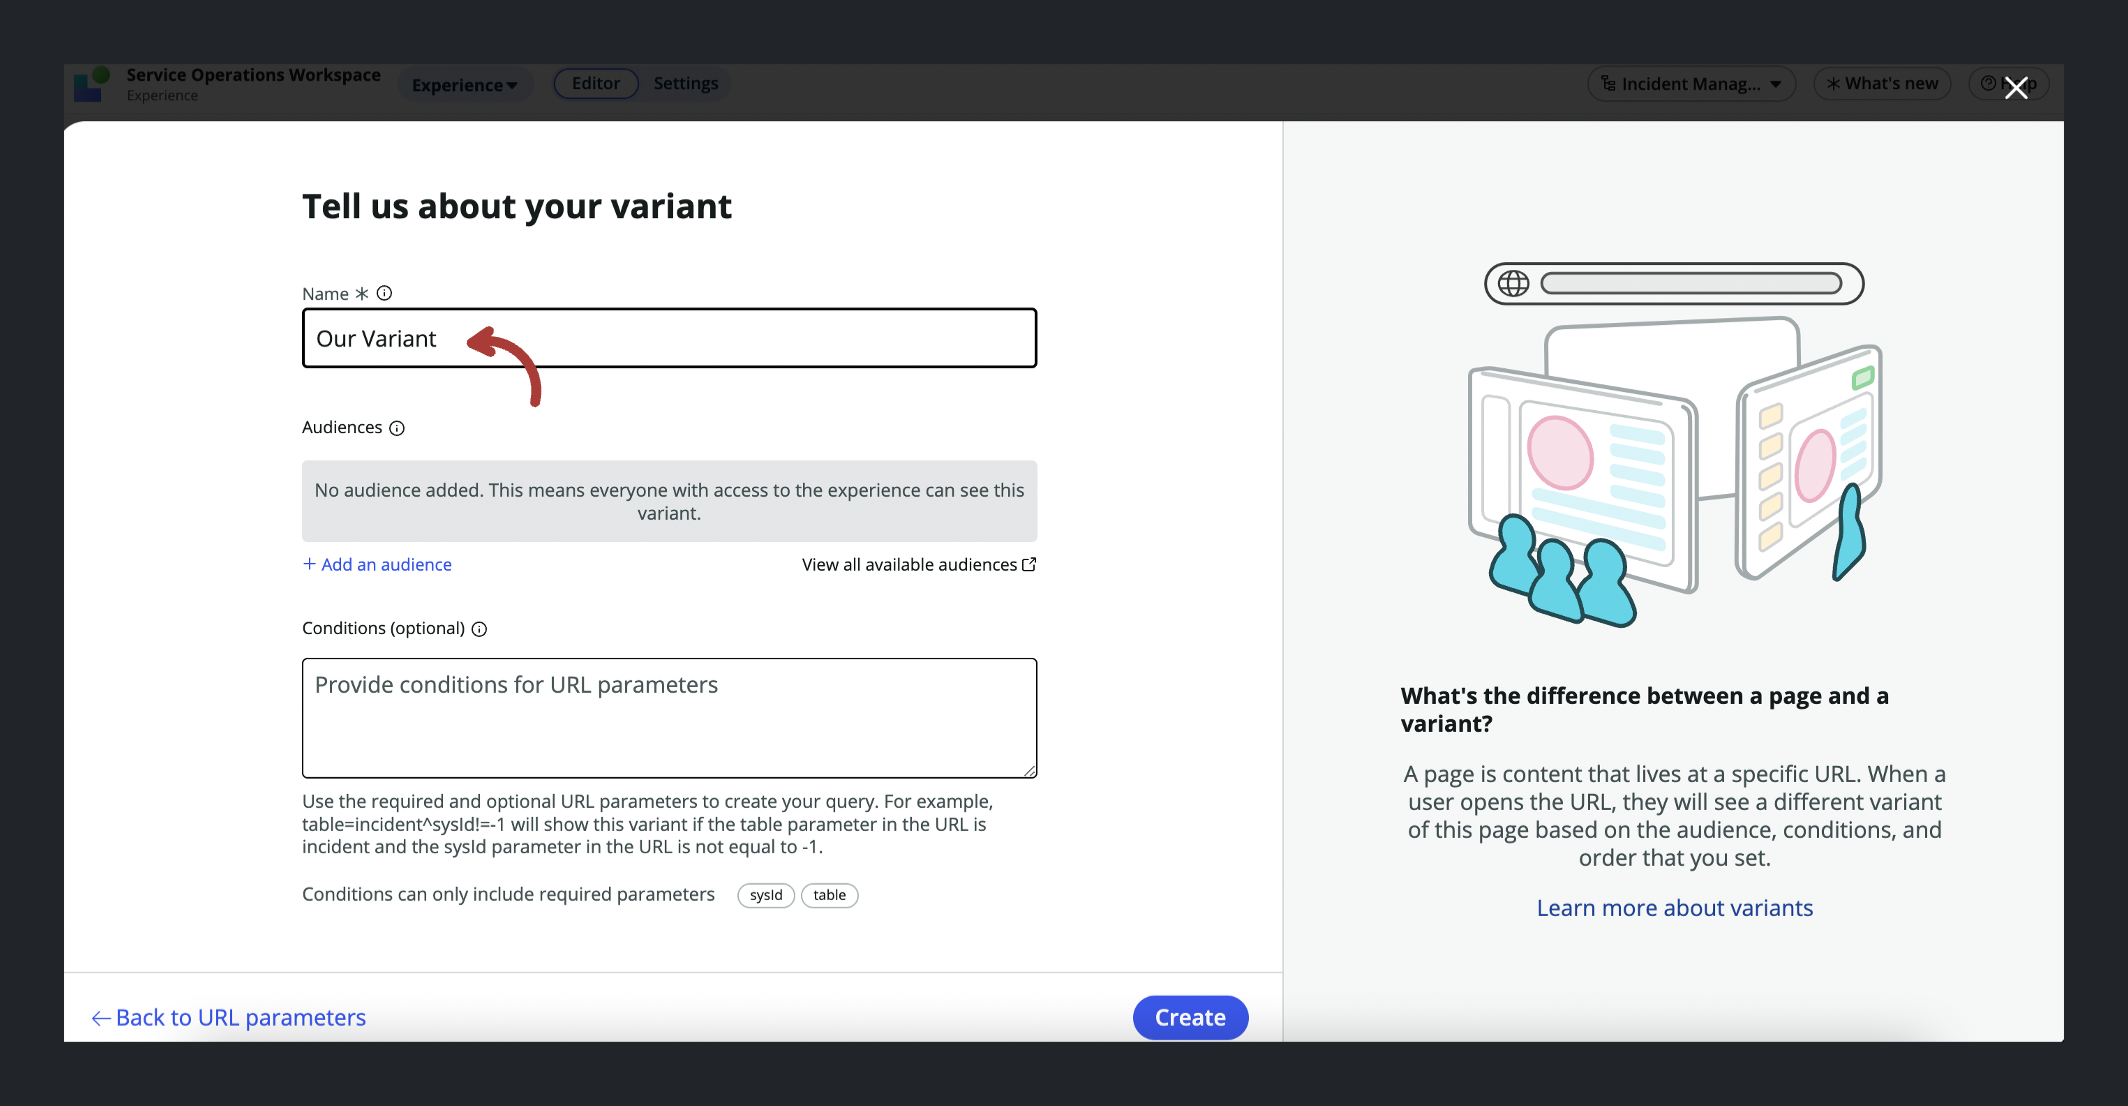 Service Operations Workspace
Experience
Experience
Editor
Settings
Incident Manag...
What's new
Tell us about your variant
Name
Our Variant
Audiences
No audience added. This means everyone with access to the experience can see this
variant.
+ Add an audience
View all available audiences
Conditions (optional)
Provide conditions for URL parameters
Use the required and optional URL parameters to create your query. For example,
table=incident^sysId!=-1 will show this variant if the table parameter in the URL is
incident and the sysId parameter in the URL is not equal to -1.
Conditions can only include required parameters sysId table
← Back to URL parameters
Create
What's the difference between a page and a
variant?
A page is content that lives at a specific URL. When a
user opens the URL, they will see a different variant
of this page based on the audience, conditions, and
order that you set.
Learn more about variants